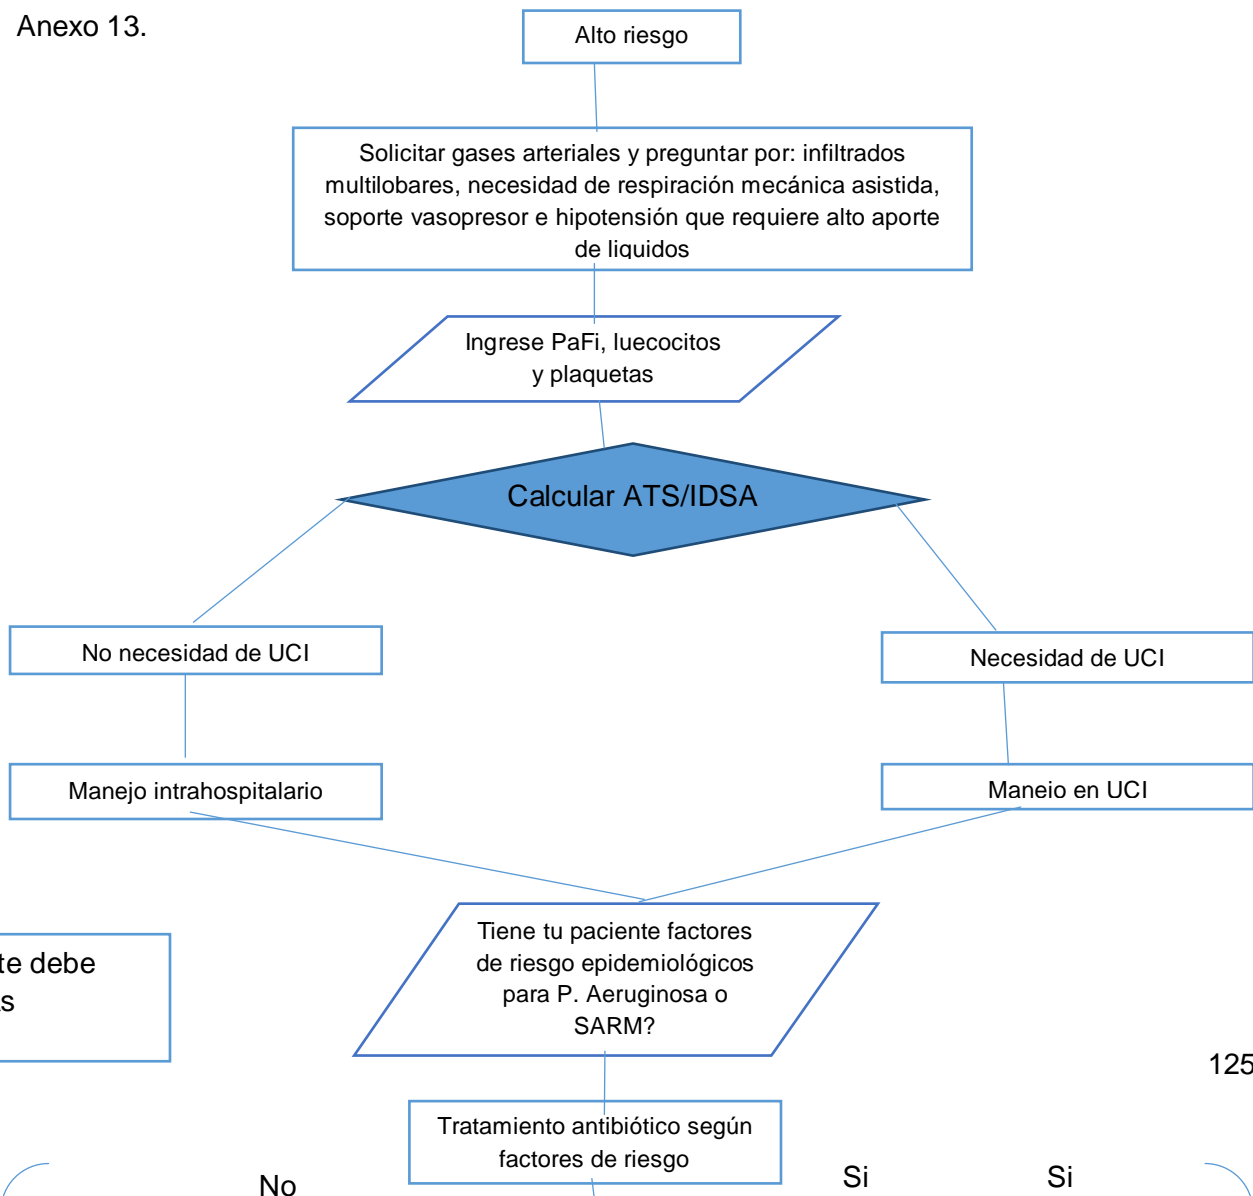 Anexo 13.
Alto riesgo
Solicitar gases arteriales y preguntar por: infiltrados
multilobares, necesidad de respiración mecánica asistida,
soporte vasopresor e hipotensión que requiere alto aporte
de liquidos
Ingrese PaFi, luecocitos
y plaquetas
Calcular ATS/IDSA
No necesidad de UCI
Necesidad de UCI
Manejo intrahospitalario
Manejo en UCI
Tiene tu paciente factores
de riesgo epidemiológicos
para P. Aeruginosa o
SARM?
te debe
s
125
Tratamiento antibiótico según
factores de riesgo
No
Si
Si